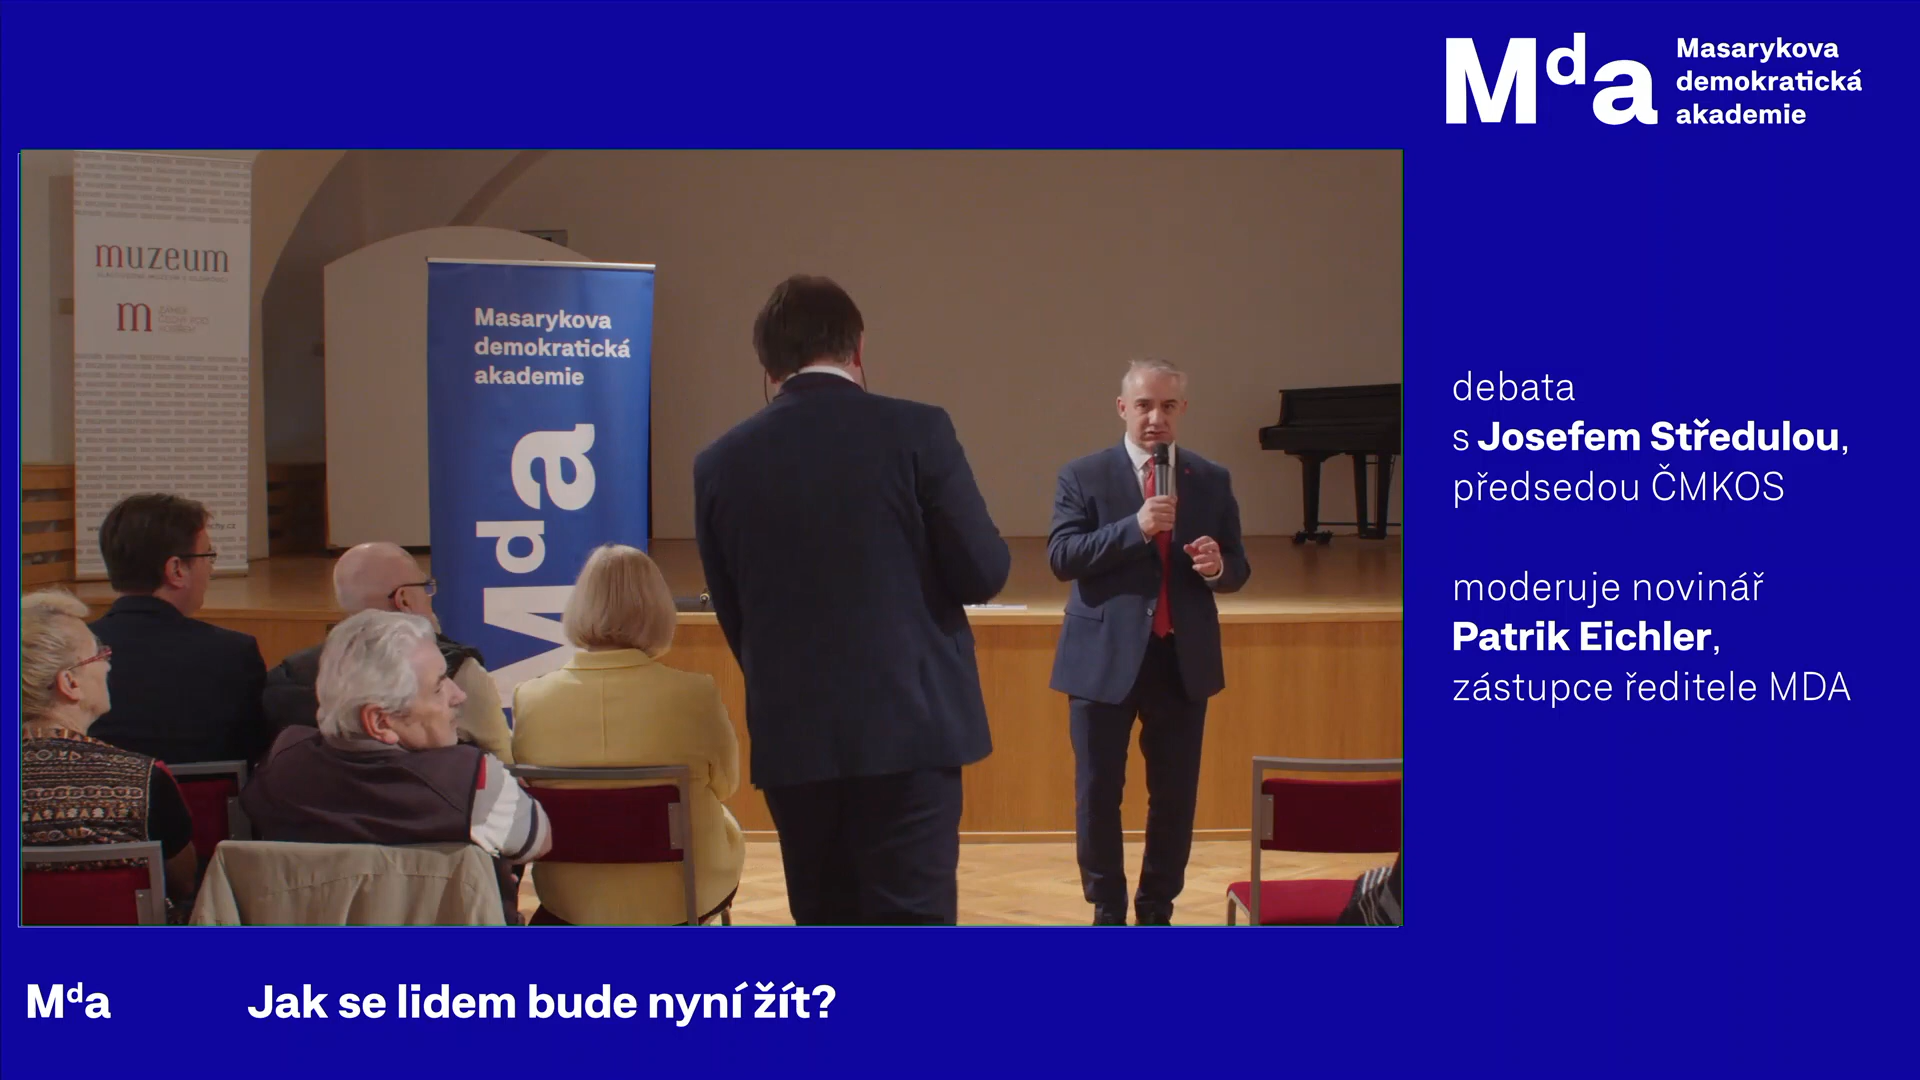 Mda Masarykova
demokratická
akademie
muzeum
m
Masarykova
demokratická
akademie
Mda
debata
s Josefem Středulou,
předsedou ČMKOS
moderuje novinář
Patrik Eichler,
zástupce ředitele MDA
Mda
Jak se lidem bude nyní žít?